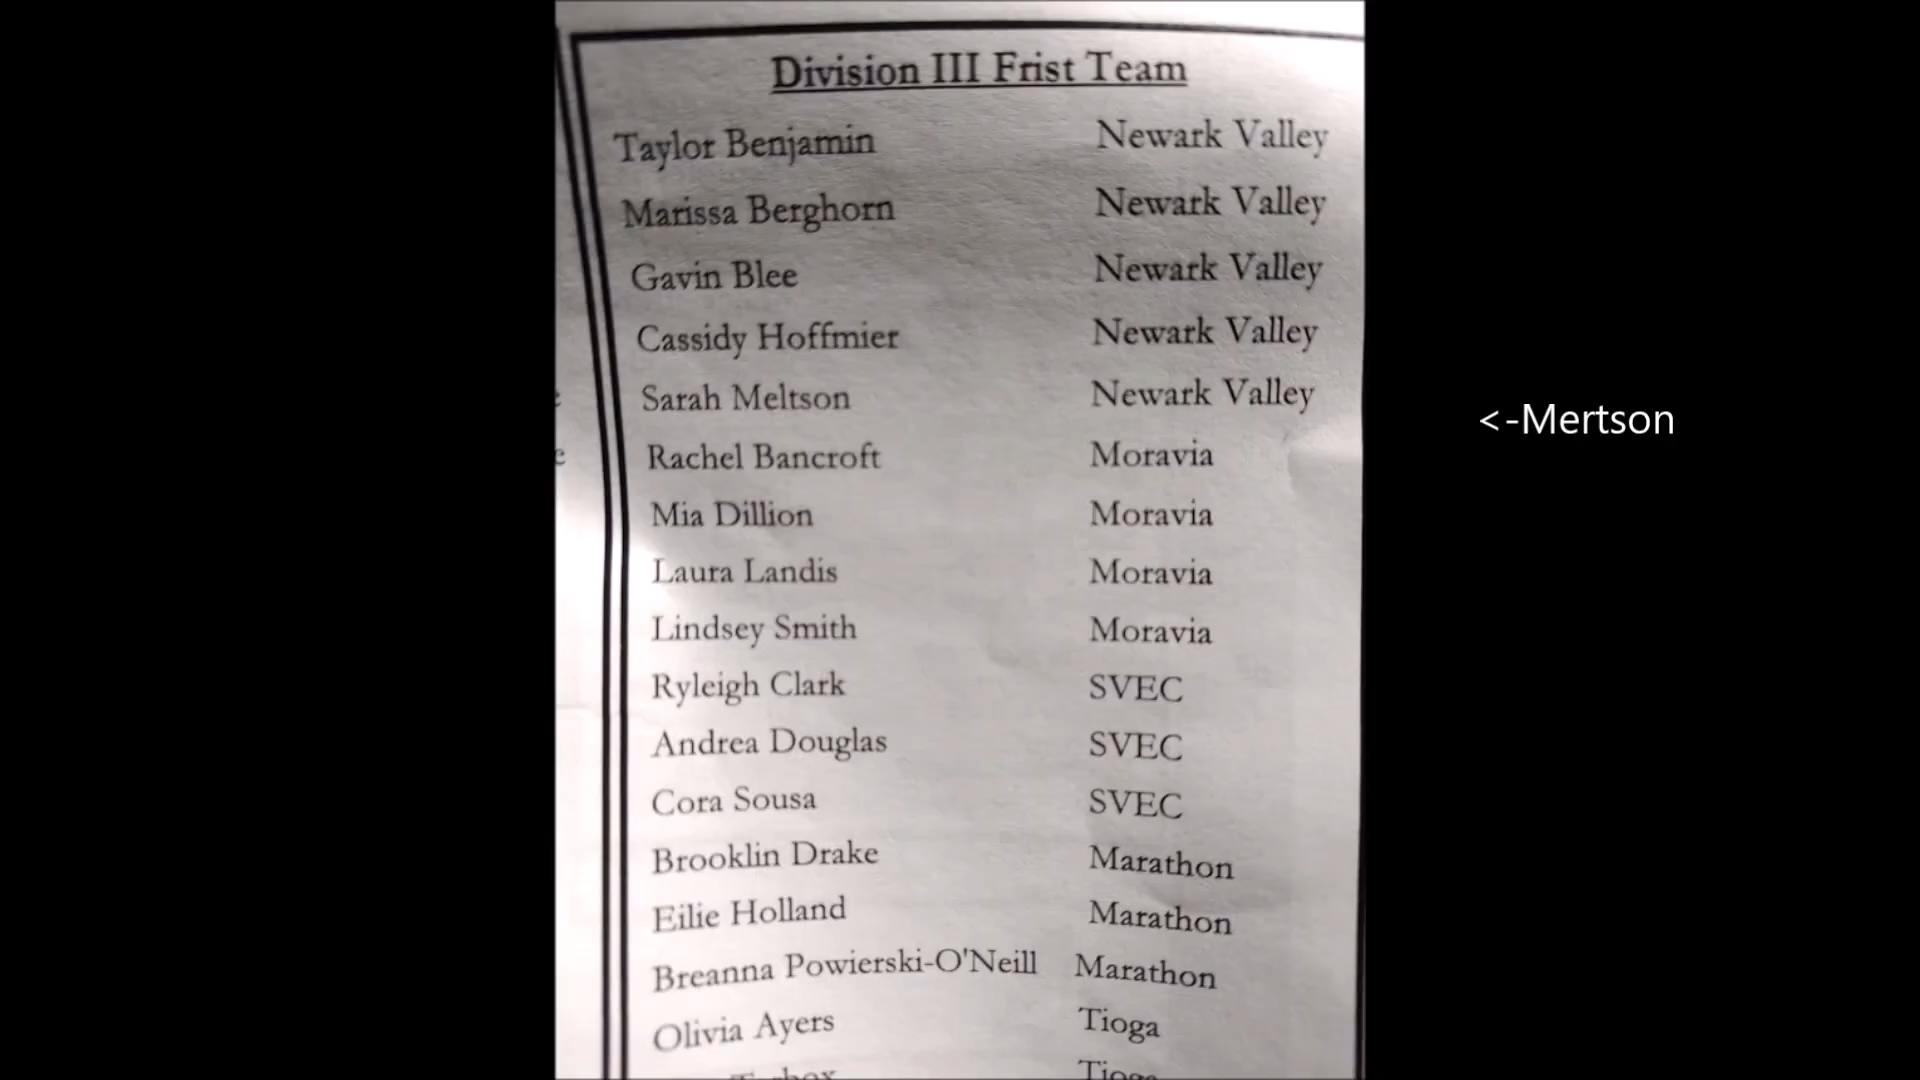 Division III Frist Team
Taylor Benjamin Newark Valley
Marissa Berghorn Newark Valley
Gavin Blee Newark Valley
Cassidy Hoffmier Newark Valley
Sarah Meltson Newark Valley
<-Mertson
Rachel Bancroft Moravia
Mia Dillion Moravia
Laura Landis Moravia
Lindsey Smith Moravia
Ryleigh Clark SVEC
Andrea Douglas SVEC
Cora Sousa SVEC
Brooklin Drake Marathon
Eilie Holland Marathon
Breanna Powierski-O'Neill Marathon
Olivia Ayers Tioga
Tioga